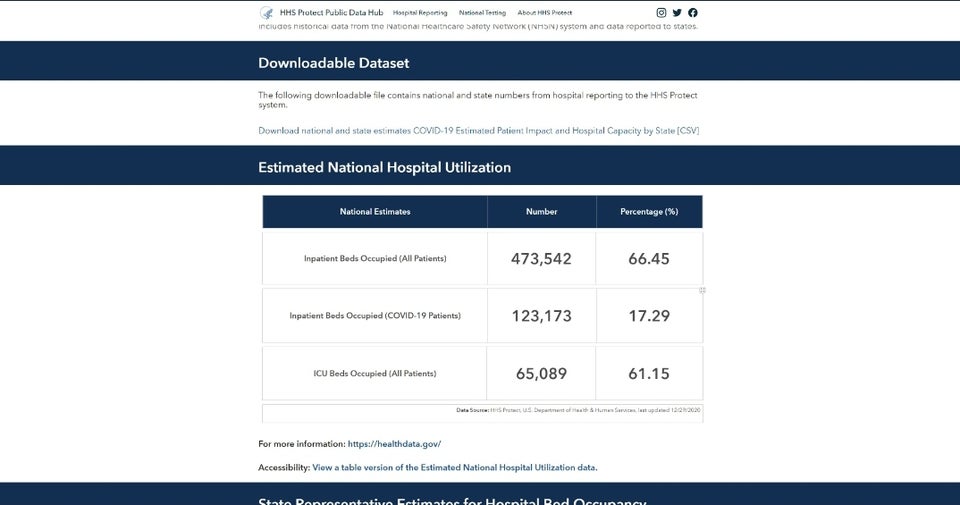 HHS Protect Public Data Hub Hospital Reporting National Testing About HHS Protect
includes historical data from the National Healthcare Safety Network (NHSN) system and data reported to states.
Downloadable Dataset
The following downloadable file contains national and state numbers from hospital reporting to the HHS Protect
system.
Download national and state estimates COVID-19 Estimated Patient Impact and Hospital Capacity by State [CSV]
Estimated National Hospital Utilization
National Estimates Number Percentage (%)
Inpatient Beds Occupied (All Patients) 473,542 66.45
Inpatient Beds Occupied (COVID-19 Patients) 123,173 17.29
ICU Beds Occupied (All Patients) 65,089 61.15
Data Source: HHS Protect, U.S. Department of Health & Human Services, last updated 12/27/2020
For more information: https://healthdata.gov/
Accessibility: View a table version of the Estimated National Hospital Utilization data.
State Representative Estimates for Hospital Bed Occupancy